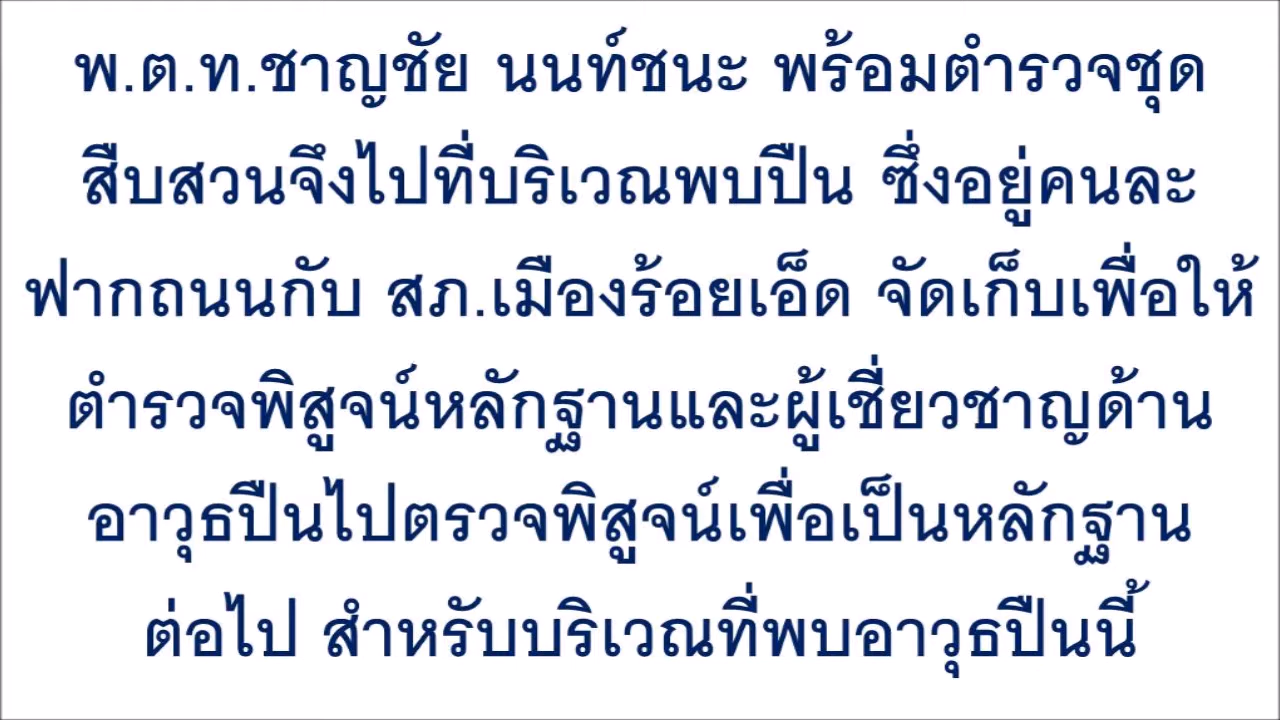 พ.ต.ท.ชาญชัย นนท์ชนะ พร้อมตำรวจชุด
สืบสวนจึงไปที่บริเวณพบปืน ซึ่งอยู่คนละ
ฟากถนนกับ สภ.เมืองร้อยเอ็ด จัดเก็บเพื่อให้
ตำรวจพิสูจน์หลักฐานและผู้เชี่ยวชาญด้าน
อาวุธปืนไปตรวจพิสูจน์เพื่อเป็นหลักฐาน
ต่อไป สำหรับบริเวณที่พบอาวุธปืนนี้